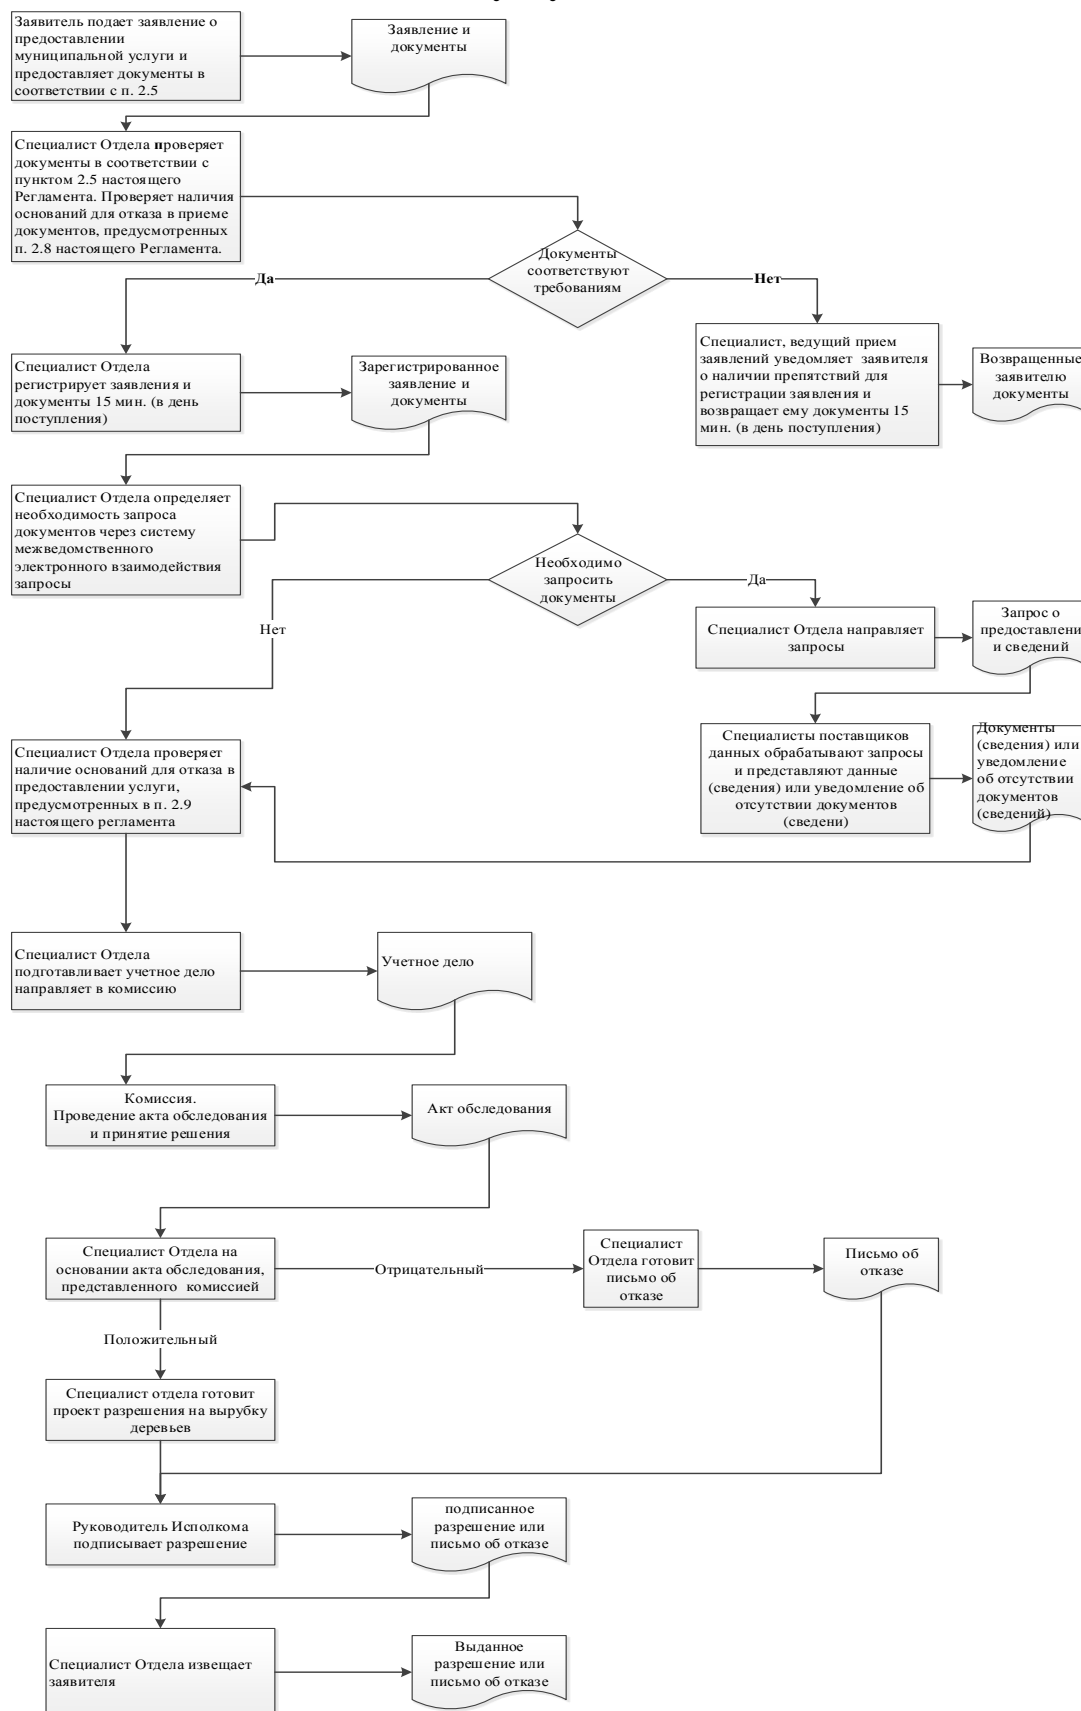 Заявитель подает заявление о
предоставлении
муниципальной услуги и
предоставляет документы в
соответствии с п. 2.5
Заявление и
документы
Специалист Отдела проверяет
документы в соответствии с
пунктом 2.5 настоящего
Регламента. Проверяет наличия
оснований для отказа в приеме
документов, предусмотренных
п. 2.8 настоящего Регламента.
Документы
соответствуют
требованиям
Да
Нет
Специалист Отдела
регистрирует заявления и
документы 15 мин. (в день
поступления)
Зарегистрированное
заявление и
документы
Специалист, ведущий прием
заявлений уведомляет заявителя
о наличии препятствий для
регистрации заявления и
возвращает ему документы 15
мин. (в день поступления)
Возвращенные
заявителю
документы
Специалист Отдела определяет
необходимость запроса
документов через систему
межведомственного
электронного взаимодействия
запросы
Необходимо
запросить
документы
Да
Нет
Специалист Отдела направляет
запросы
Запрос о
предоставлени
и сведений
Специалисты поставщиков
данных обрабатывают запросы
и представляют данные
(сведения) или уведомление об
отсутствии документов
(сведени)
Документы
(сведения) или
уведомление
об отсутствии
документов
(сведений)
Специалист Отдела проверяет
наличие оснований для отказа в
предоставлении услуги,
предусмотренных в п. 2.9
настоящего регламента
Специалист Отдела
подготавливает учетное дело
направляет в комиссию
Учетное дело
Комиссия.
Проведение акта обследования
и принятие решения
Акт обследования
Специалист Отдела на
основании акта обследования,
представленного комиссией
Отрицательный
Специалист
Отдела готовит
письмо об
отказе
Письмо об
отказе
Положительный
Специалист отдела готовит
проект разрешения на вырубку
деревьев
Руководитель Исполкома
подписывает разрешение
подписанное
разрешение или
письмо об отказе
Специалист Отдела извещает
заявителя
Выданное
разрешение или
письмо об отказе